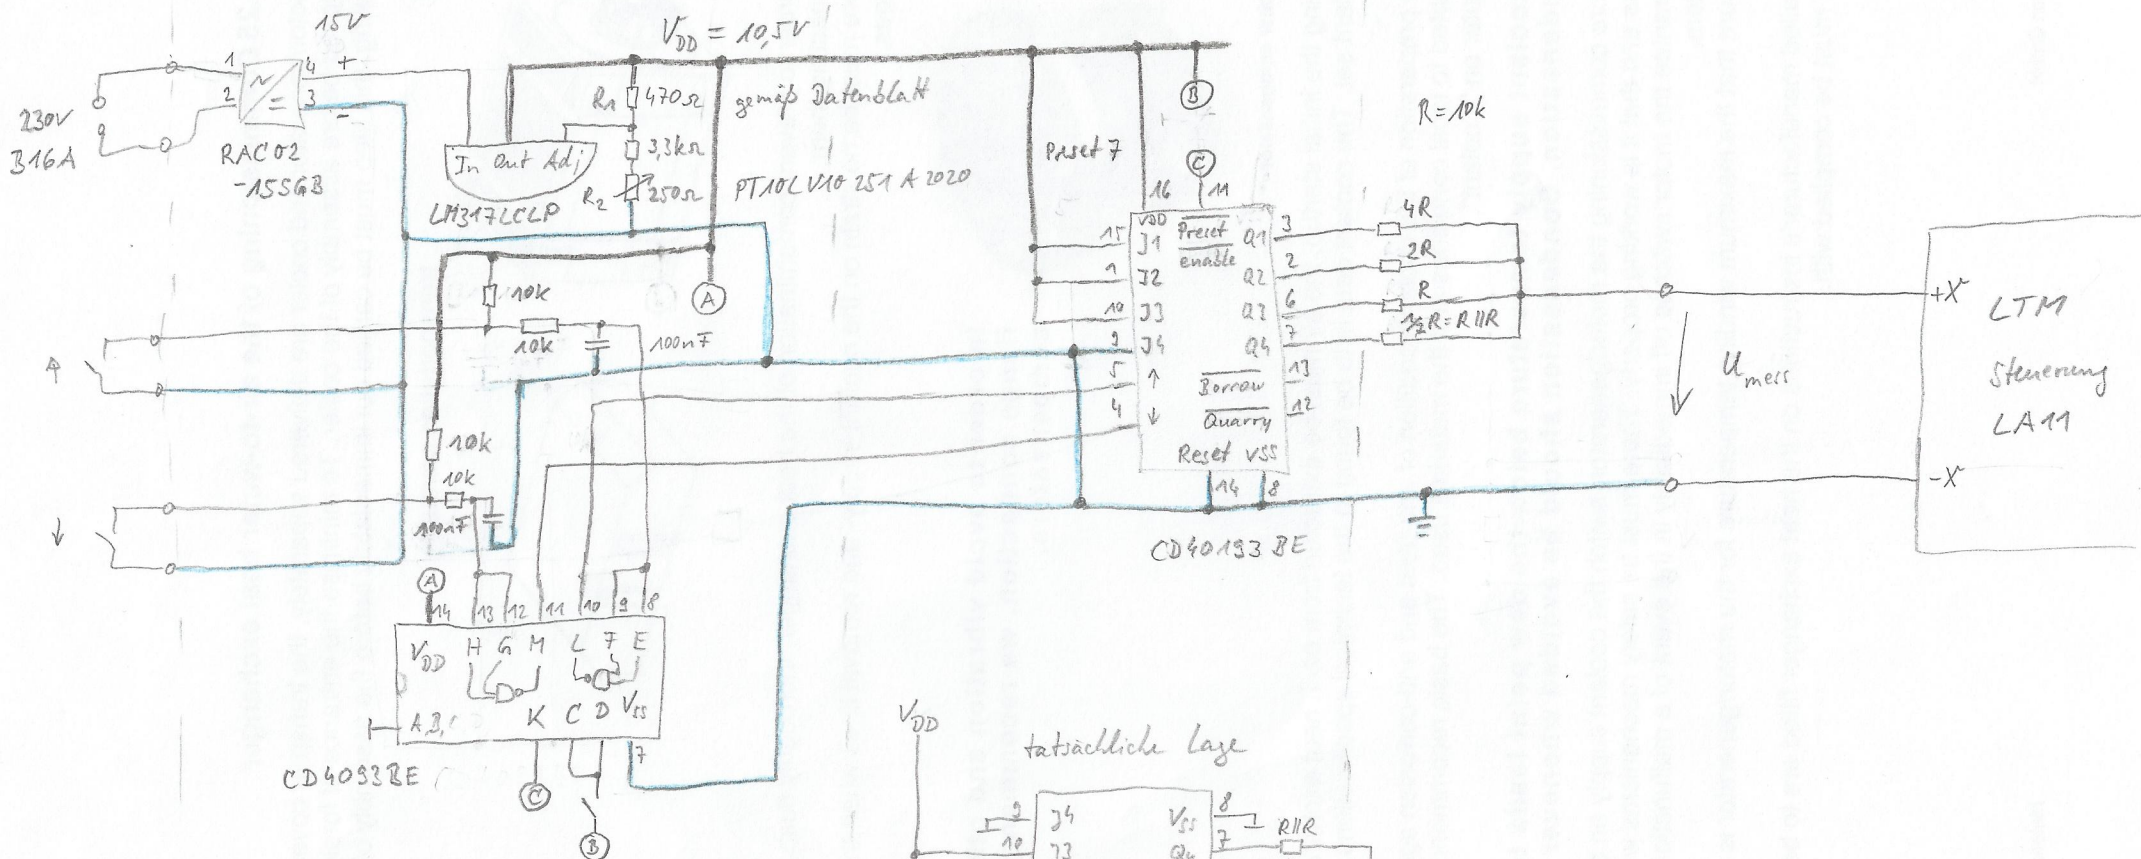 15V
V_DD = 10,5V
1
4 +
2
3 -
230V
B16A
RAC02
-15SGB
In Out Adj
LM317LCLP
R1 470Ω
3,3kΩ
R2 250Ω
gemäß Datenblatt
PT10LV10 251 A2020
A
B
C
Preset 7
R=10k
16
11
VDD
Preset
enable
15 J1 Q1 3 4R
1 J2 Q2 2 2R
10 J3 Q3 6 R
9 J4 Q4 7 ½R=R||R
5 ↑ Borrow 13
4 ↓ Quarry 12
Reset VSS
14 8
CD40193BE
U mess
+X
-X
LTM
Steuerung
LA11
↑
10k
10k
100nF
10k
10k
100nF
↓
A
14 13 12 11 10 9 8
VDD H G M L F E
A,B,
K C D VSS
7
CD4093BE
C
B
VDD
tatsächliche Lage
9 J4 VSS 8
10 J3 Q4 7 R||R